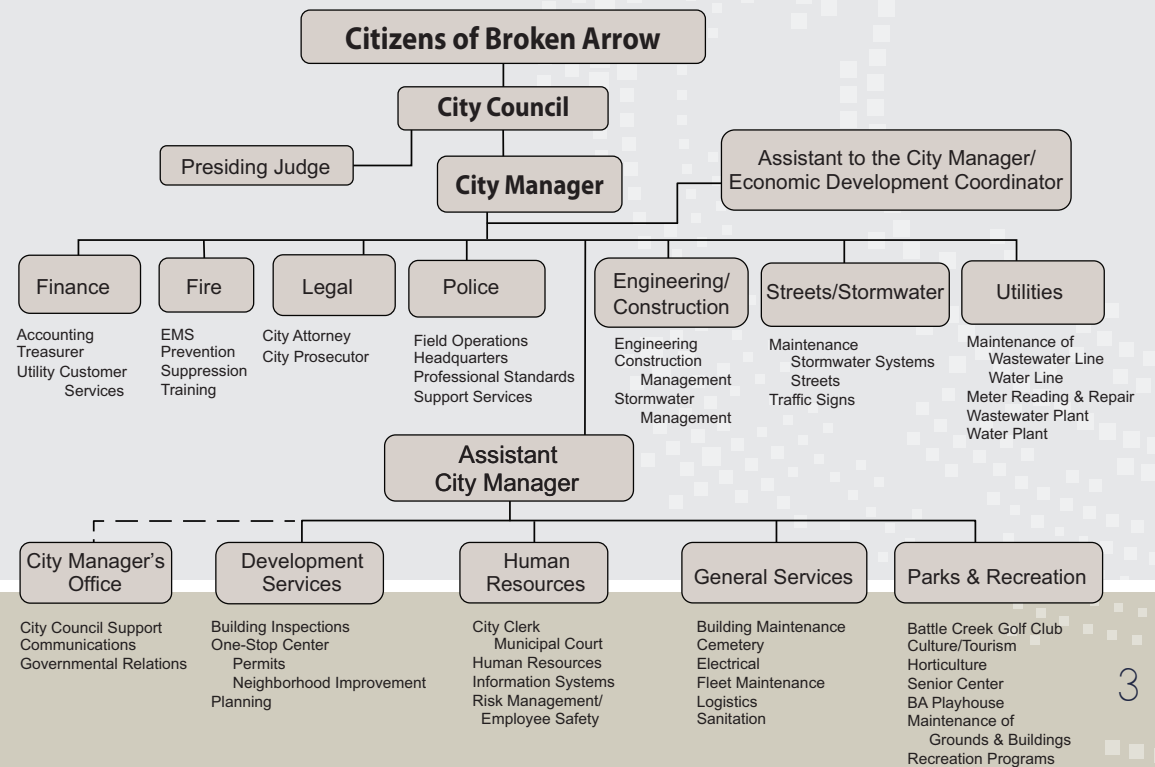 Citizens of Broken Arrow
City Council
Presiding Judge
City Manager
Assistant to the City Manager/
Economic Development Coordinator
Finance
Accounting
Treasurer
Utility Customer
Services
Fire
EMS
Prevention
Suppression
Training
Legal
City Attorney
City Prosecutor
Police
Field Operations
Headquarters
Professional Standards
Support Services
Engineering/
Construction
Engineering
Construction
Management
Stormwater
Management
Streets/Stormwater
Maintenance
Stormwater Systems
Streets
Traffic Signs
Utilities
Maintenance of
Wastewater Line
Water Line
Meter Reading & Repair
Wastewater Plant
Water Plant
Assistant
City Manager
City Manager's
Office
City Council Support
Communications
Governmental Relations
Development
Services
Building Inspections
One-Stop Center
Permits
Neighborhood Improvement
Planning
Human
Resources
City Clerk
Municipal Court
Human Resources
Information Systems
Risk Management/
Employee Safety
General Services
Building Maintenance
Cemetery
Electrical
Fleet Maintenance
Logistics
Sanitation
Parks & Recreation
Battle Creek Golf Club
Culture/Tourism
Horticulture
Senior Center
BA Playhouse
Maintenance of
Grounds & Buildings
Recreation Programs
3